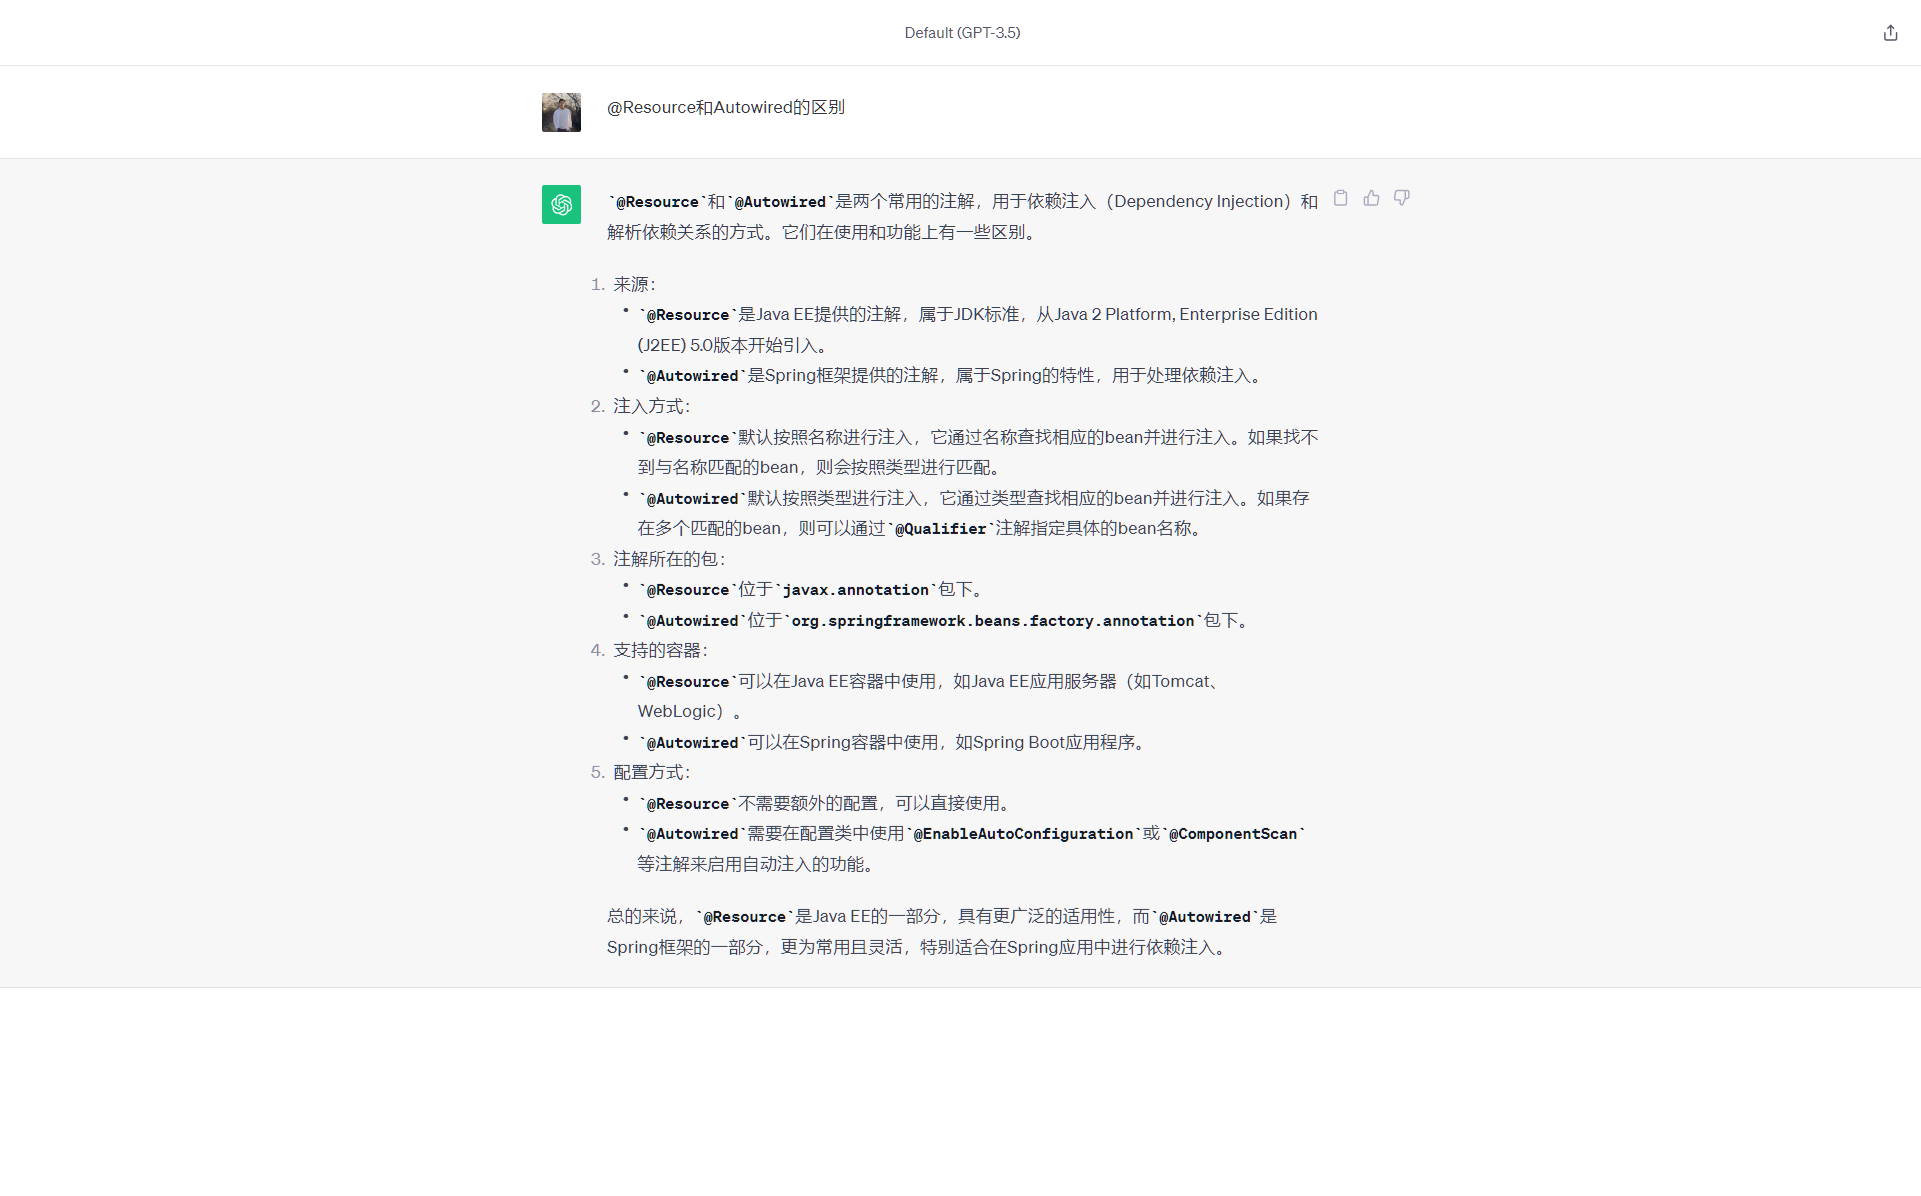 Default (GPT-3.5)
@Resource和Autowired的区别
`@Resource`和`@Autowired`是两个常用的注解，用于依赖注入（Dependency Injection）和
解析依赖关系的方式。它们在使用和功能上有一些区别。
1. 来源：
• `@Resource`是Java EE提供的注解，属于JDK标准，从Java 2 Platform, Enterprise Edition
(J2EE) 5.0版本开始引入。
• `@Autowired`是Spring框架提供的注解，属于Spring的特性，用于处理依赖注入。
2. 注入方式：
• `@Resource`默认按照名称进行注入，它通过名称查找相应的bean并进行注入。如果找不
到与名称匹配的bean，则会按照类型进行匹配。
• `@Autowired`默认按照类型进行注入，它通过类型查找相应的bean并进行注入。如果存
在多个匹配的bean，则可以通过`@Qualifier`注解指定具体的bean名称。
3. 注解所在的包：
• `@Resource`位于`javax.annotation`包下。
• `@Autowired`位于`org.springframework.beans.factory.annotation`包下。
4. 支持的容器：
• `@Resource`可以在Java EE容器中使用，如Java EE应用服务器（如Tomcat、
WebLogic）。
• `@Autowired`可以在Spring容器中使用，如Spring Boot应用程序。
5. 配置方式：
• `@Resource`不需要额外的配置，可以直接使用。
• `@Autowired`需要在配置类中使用`@EnableAutoConfiguration`或`@ComponentScan`
等注解来启用自动注入的功能。
总的来说，`@Resource`是Java EE的一部分，具有更广泛的适用性，而`@Autowired`是
Spring框架的一部分，更为常用且灵活，特别适合在Spring应用中进行依赖注入。